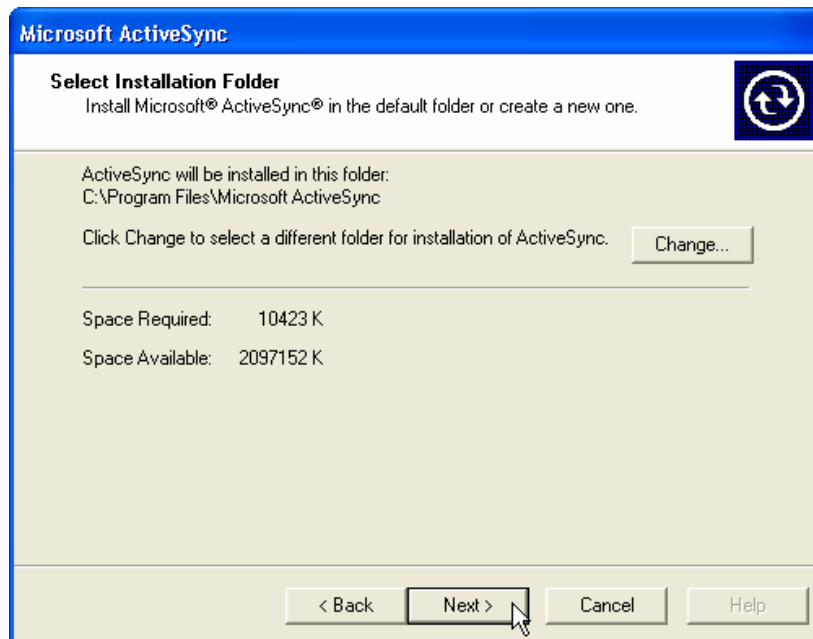 Microsoft ActiveSync
Select Installation Folder
Install Microsoft® ActiveSync® in the default folder or create a new one.
ActiveSync will be installed in this folder:
C:\Program Files\Microsoft ActiveSync
Click Change to select a different folder for installation of ActiveSync.
Change...
Space Required: 10423 K
Space Available: 2097152 K
< Back Next > Cancel Help